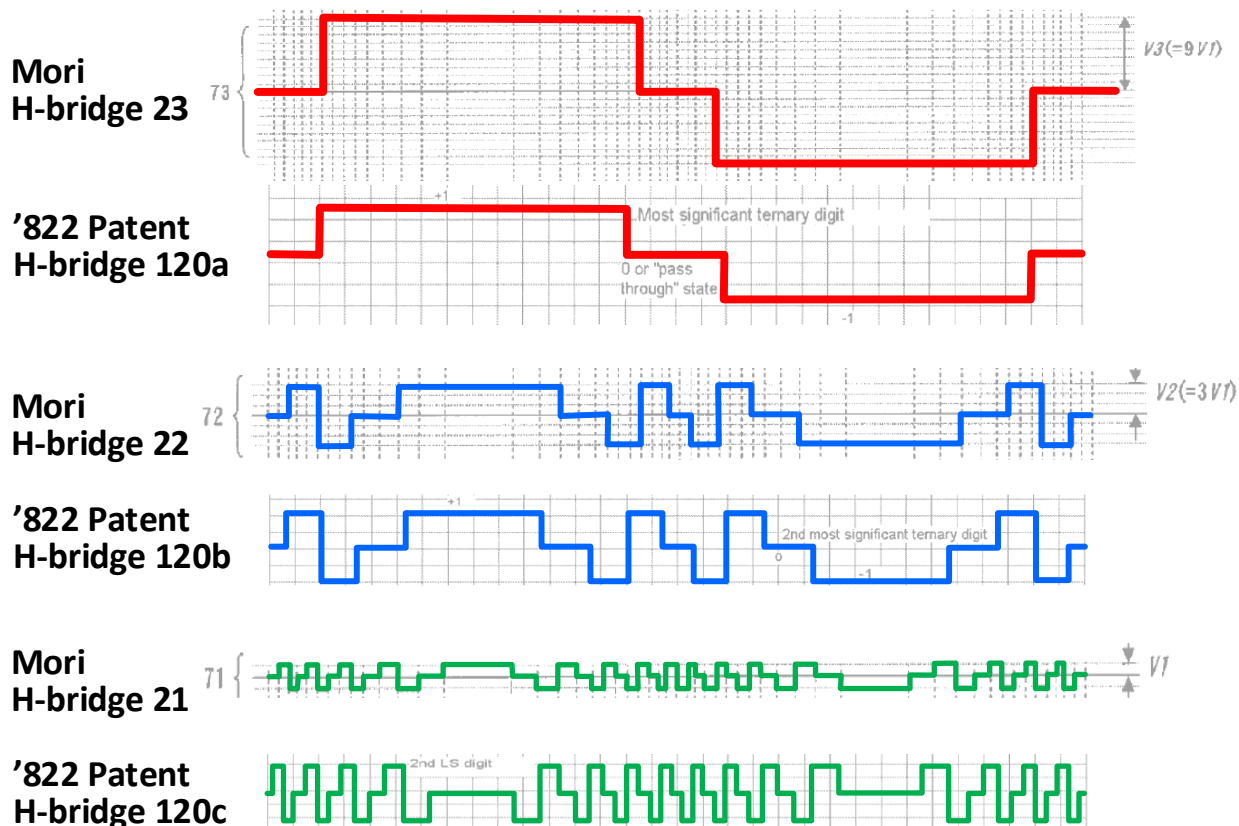 Mori
H-bridge 23
73
V3(=9V1)
'822 Patent
H-bridge 120a
+1
Most significant ternary digit
0 or "pass
through" state
-1
Mori
H-bridge 22
72
V2(=3V1)
'822 Patent
H-bridge 120b
+1
2nd most significant ternary digit
0
-1
Mori
H-bridge 21
71
V1
'822 Patent
H-bridge 120c
2nd LS digit